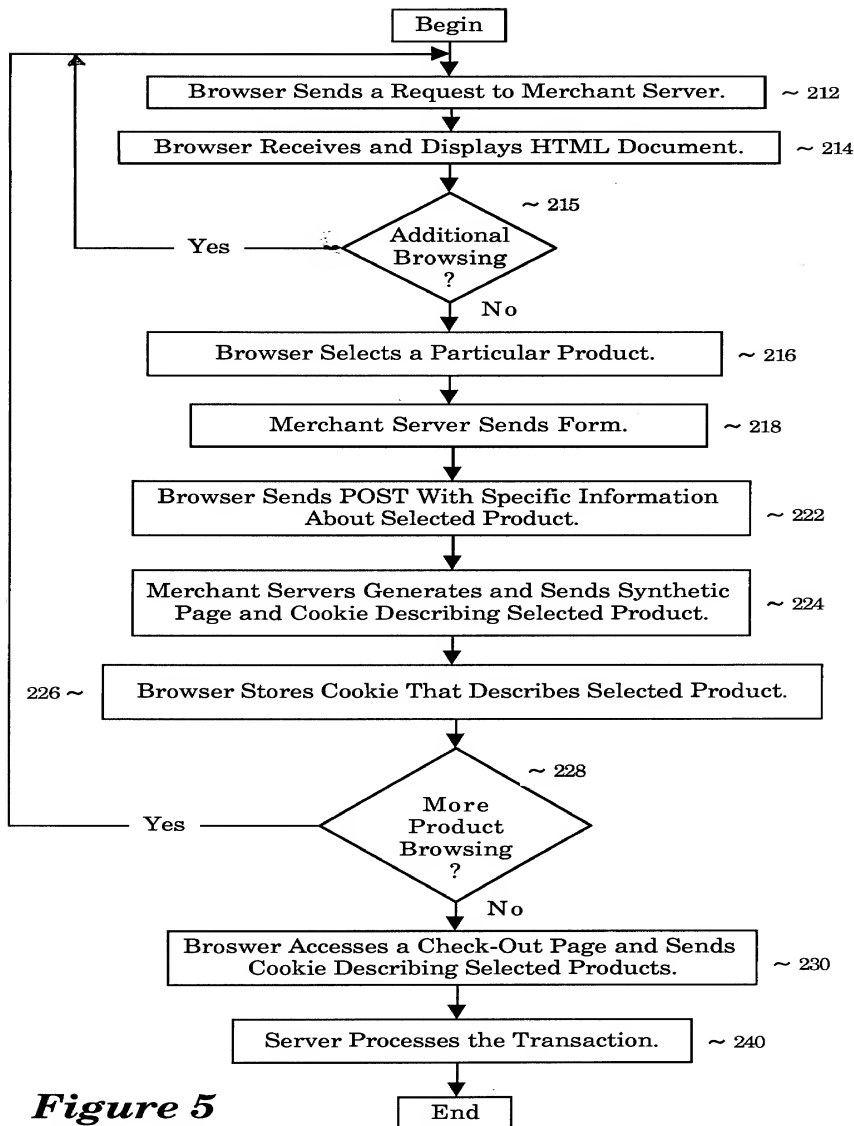 Begin
Browser Sends a Request to Merchant Server.
~ 212
Browser Receives and Displays HTML Document.
~ 214
~ 215
Additional
Browsing
?
Yes
No
Browser Selects a Particular Product.
~ 216
Merchant Server Sends Form.
~ 218
Browser Sends POST With Specific Information
About Selected Product.
~ 222
Merchant Servers Generates and Sends Synthetic
Page and Cookie Describing Selected Product.
~ 224
226 ~
Browser Stores Cookie That Describes Selected Product.
~ 228
More
Product
Browsing
?
Yes
No
Broswer Accesses a Check-Out Page and Sends
Cookie Describing Selected Products.
~ 230
Server Processes the Transaction.
~ 240
End
Figure 5